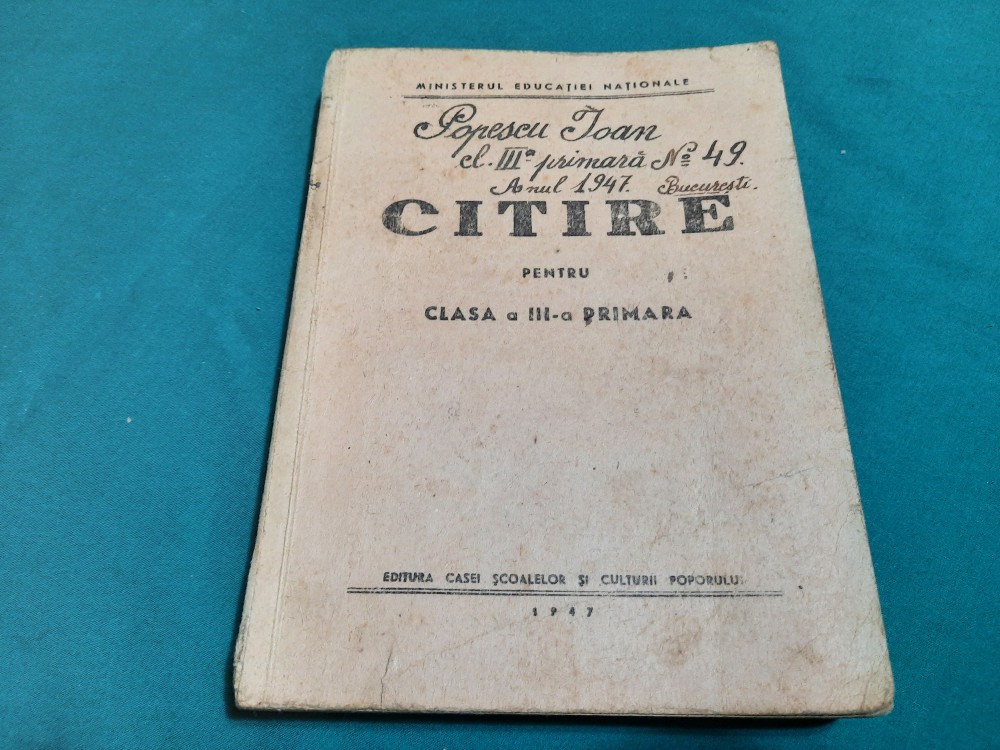 MINISTERUL EDUCAȚIEI NAȚIONALE
Popescu Ioan
cl. IIIa primară No 49.
Anul 1947. București.
CITIRE
PENTRU
CLASA a III-a PRIMARA
EDITURA CASEI ȘCOALELOR ȘI CULTURII POPORULUI
1947